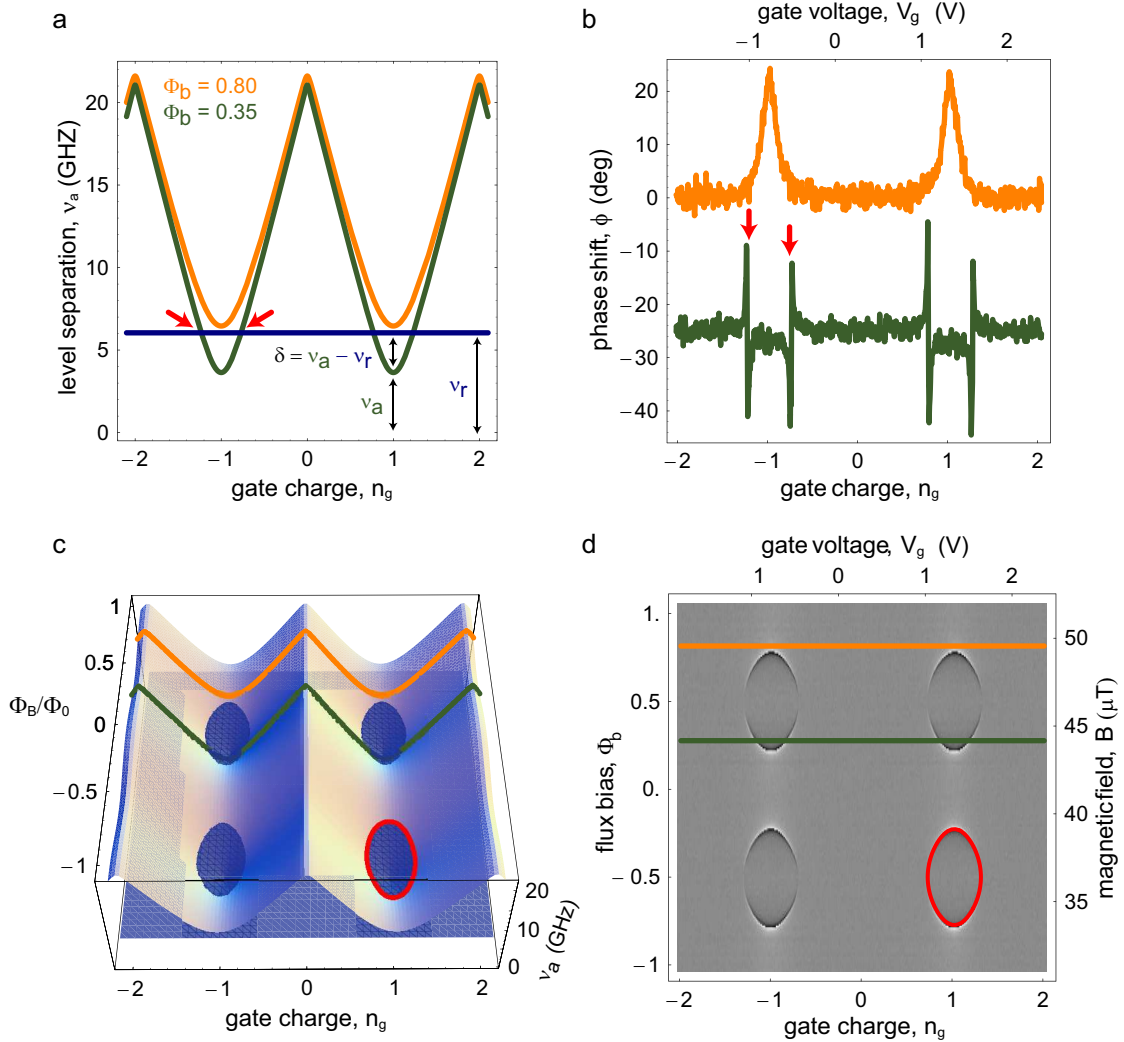 a
Φb = 0.80
Φb = 0.35
level separation, νa (GHz)
20
15
10
5
0
δ = νa − νr
νa
νr
−2 −1 0 1 2
gate charge, ng
b
gate voltage, Vg (V)
−1 0 1 2
phase shift, ϕ (deg)
20
10
0
−10
−20
−30
−40
−2 −1 0 1 2
gate charge, ng
c
1
0.5
ΦB/Φ0
0
−0.5
−1
20
10
0
νa (GHz)
−2 −1 0 1 2
gate charge, ng
d
gate voltage, Vg (V)
1 0 1 2
flux bias, Φb
1.
0.5
0.
−0.5
−1
50
45
40
35
magneticfield, B (μT)
−2 −1 0 1 2
gate charge, ng